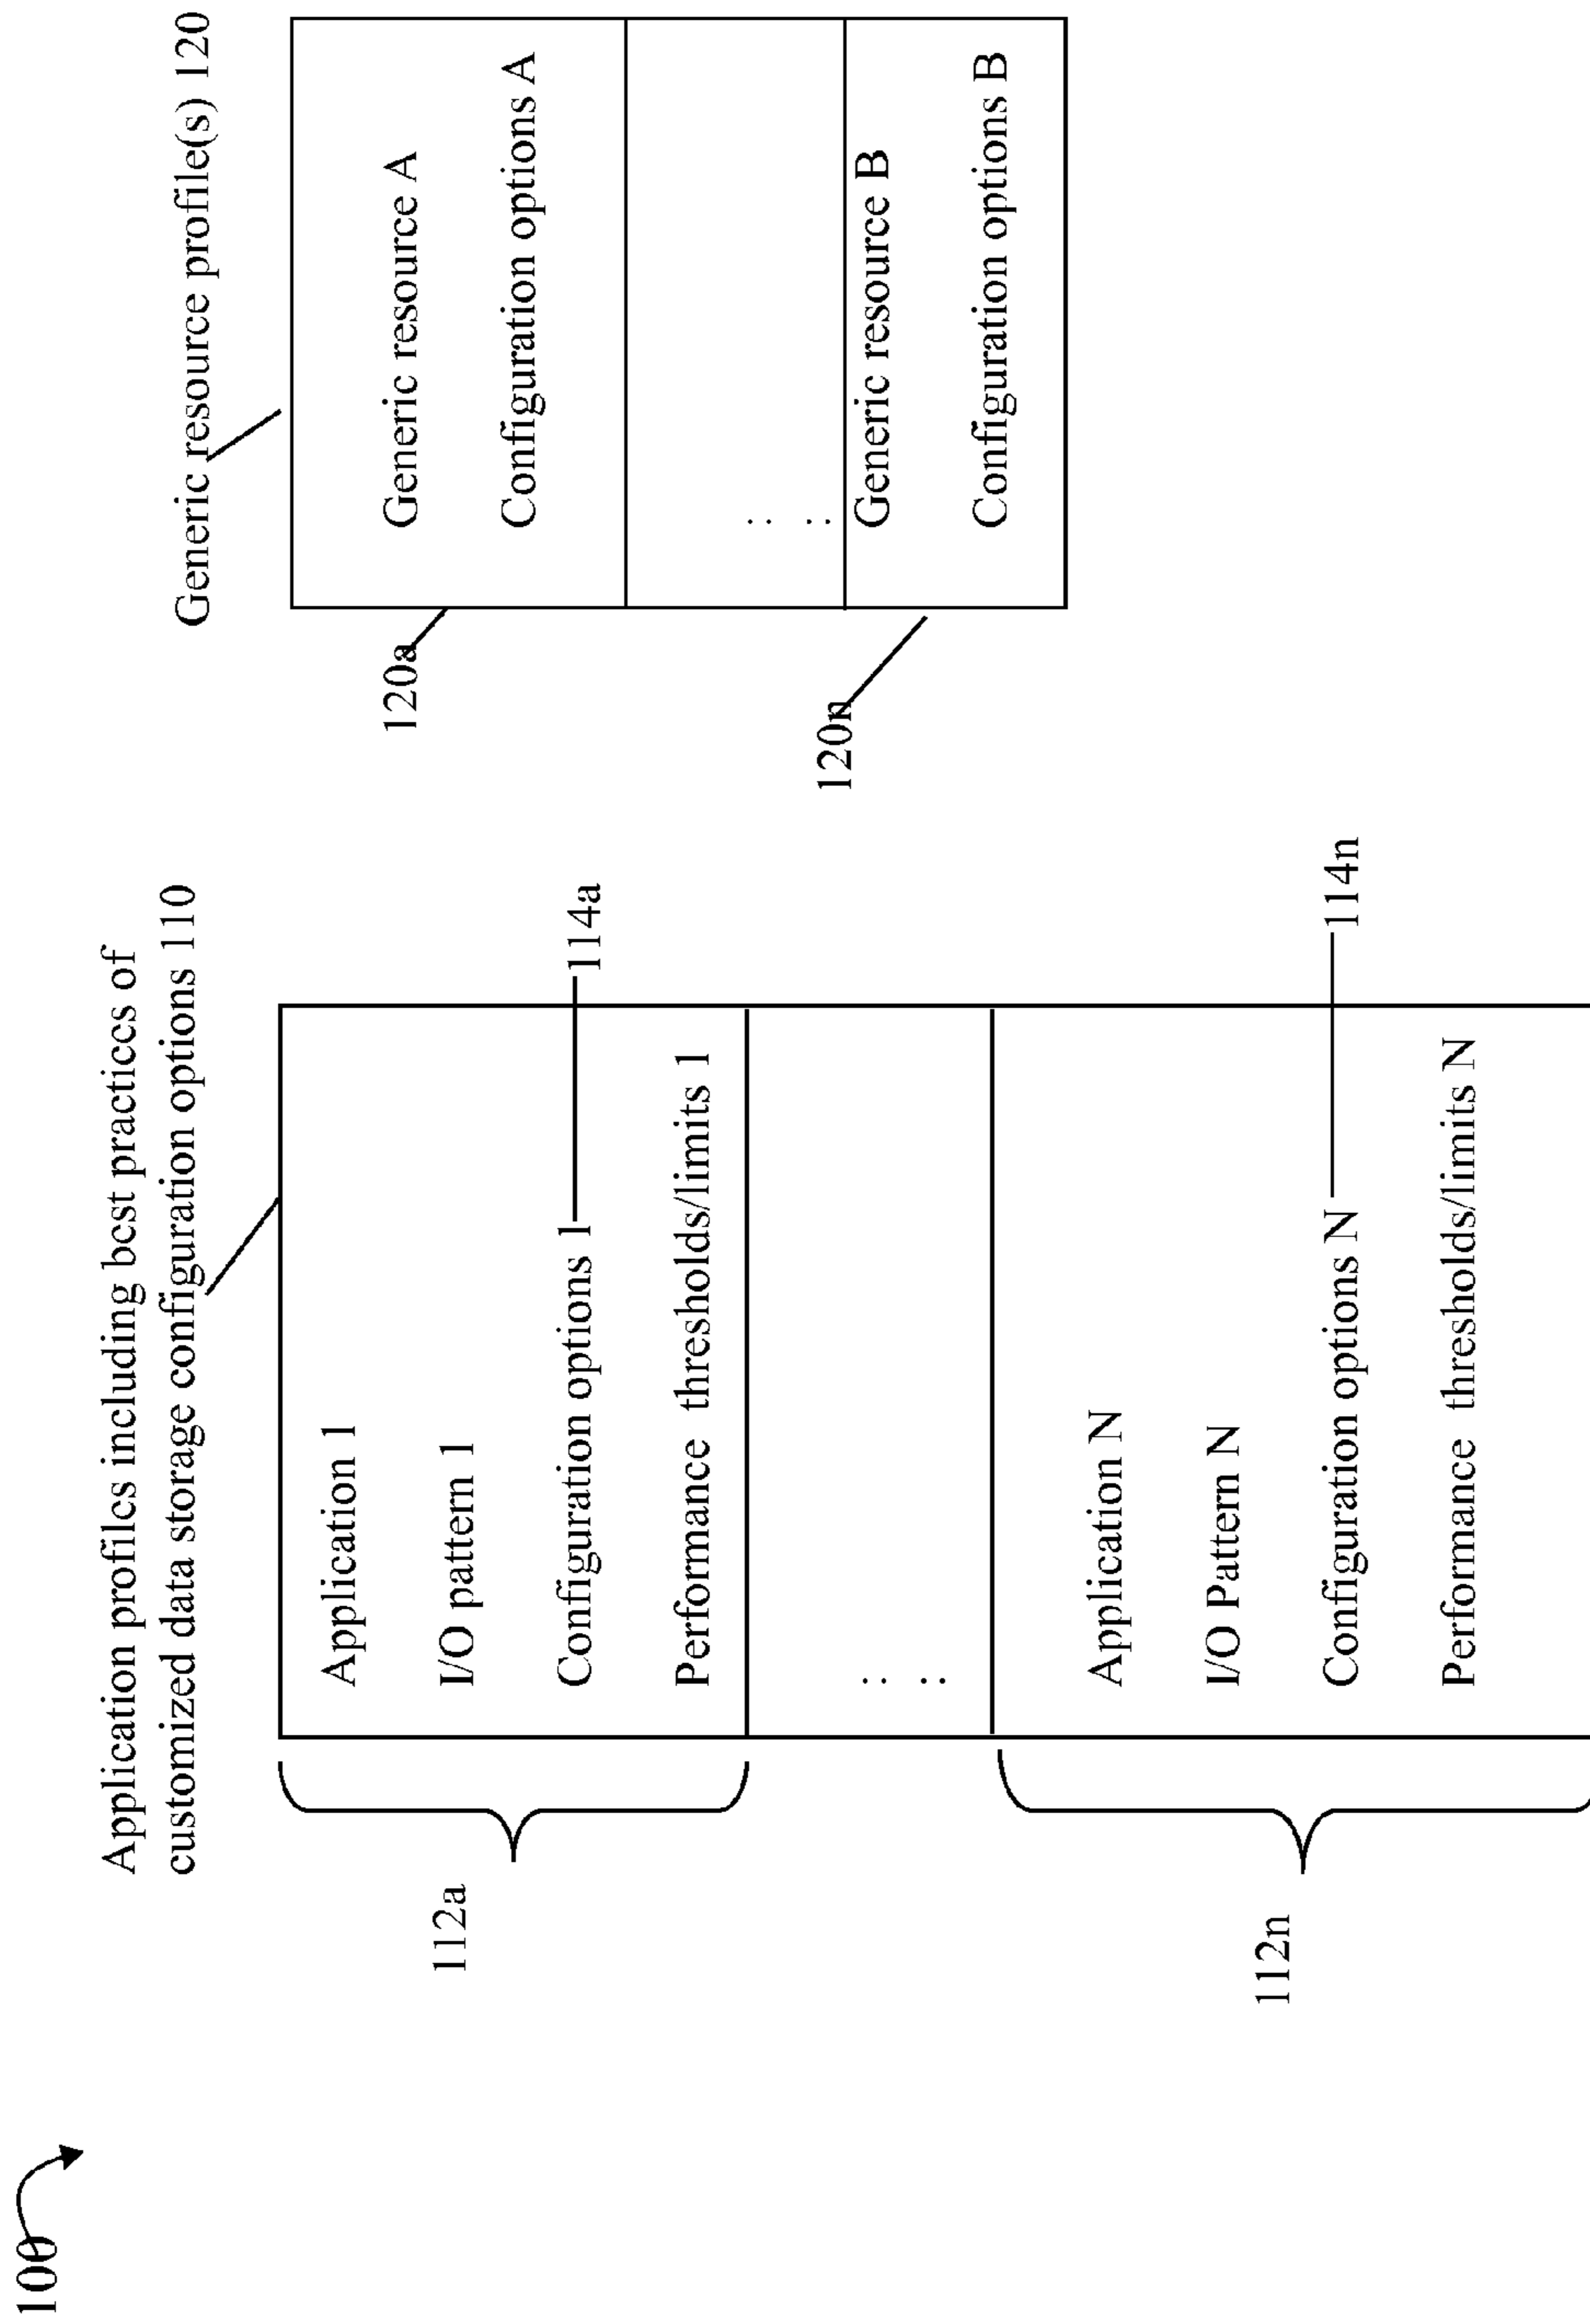 100
Application profiles including best practices of
customized data storage configuration options 110
112a
Application 1
I/O pattern 1
Configuration options 1
114a
Performance thresholds/limits 1
: :
112n
Application N
I/O Pattern N
Configuration options N
114n
Performance thresholds/limits N
Generic resource profile(s) 120
120a
Generic resource A
Configuration options A
: :
120n
Generic resource B
Configuration options B